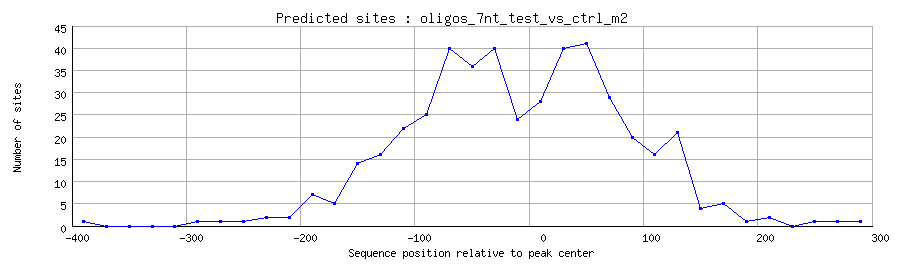 Predicted sites : oligos_7nt_test_vs_ctrl_m2
45
40
35
30
25
20
15
10
5
0
Number of sites
-400 -300 -200 -100 0 100 200 300
Sequence position relative to peak center